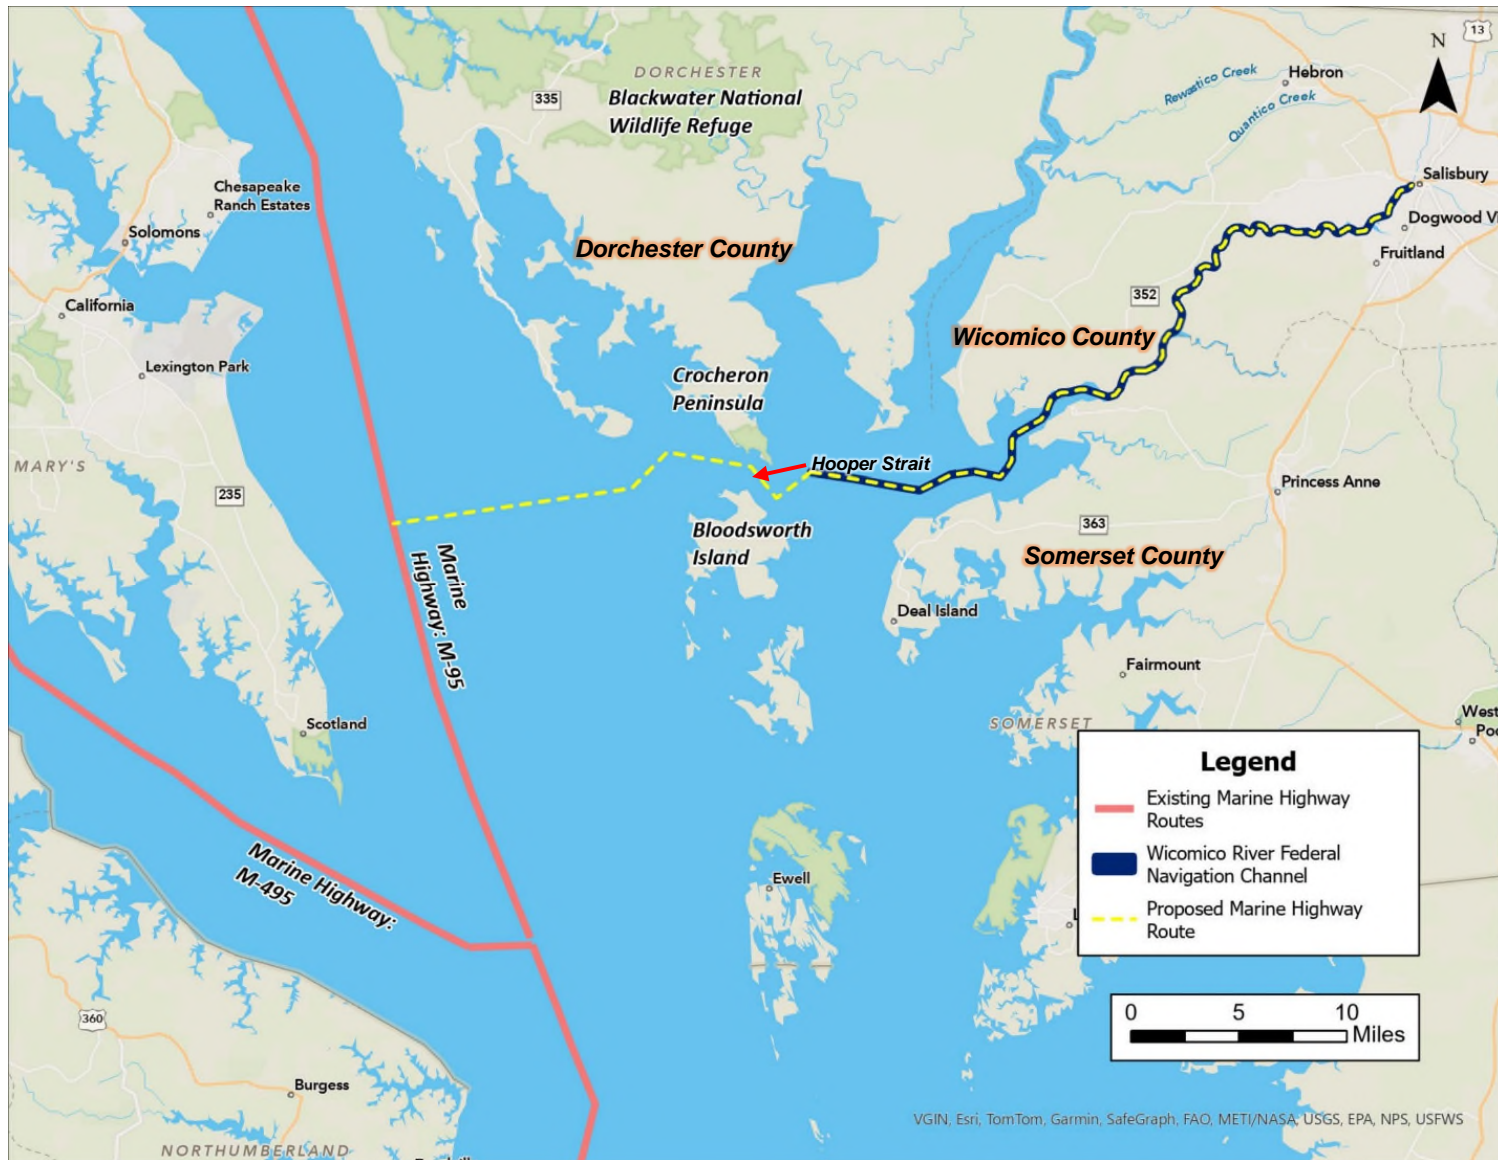 N
13
DORCHESTER
Blackwater National
Wildlife Refuge
335
Hebron
Rewastico Creek
Quantico Creek
Salisbury
Dogwood Vi
Fruitland
Chesapeake
Ranch Estates
Solomons
California
Lexington Park
Dorchester County
352
Wicomico County
Crocheron
Peninsula
Hooper Strait
MARY'S
235
Princess Anne
Bloodsworth
Island
363
Somerset County
Marine
Highway: M-95
Deal Island
Fairmount
SOMERSET
West
Poc
Scotland
Marine Highway:
M-495
Ewell
L
Legend
Existing Marine Highway
Routes
Wicomico River Federal
Navigation Channel
Proposed Marine Highway
Route
0 5 10
Miles
360
Burgess
NORTHUMBERLAND
VGIN, Esri, TomTom, Garmin, SafeGraph, FAO, METI/NASA, USGS, EPA, NPS, USFWS